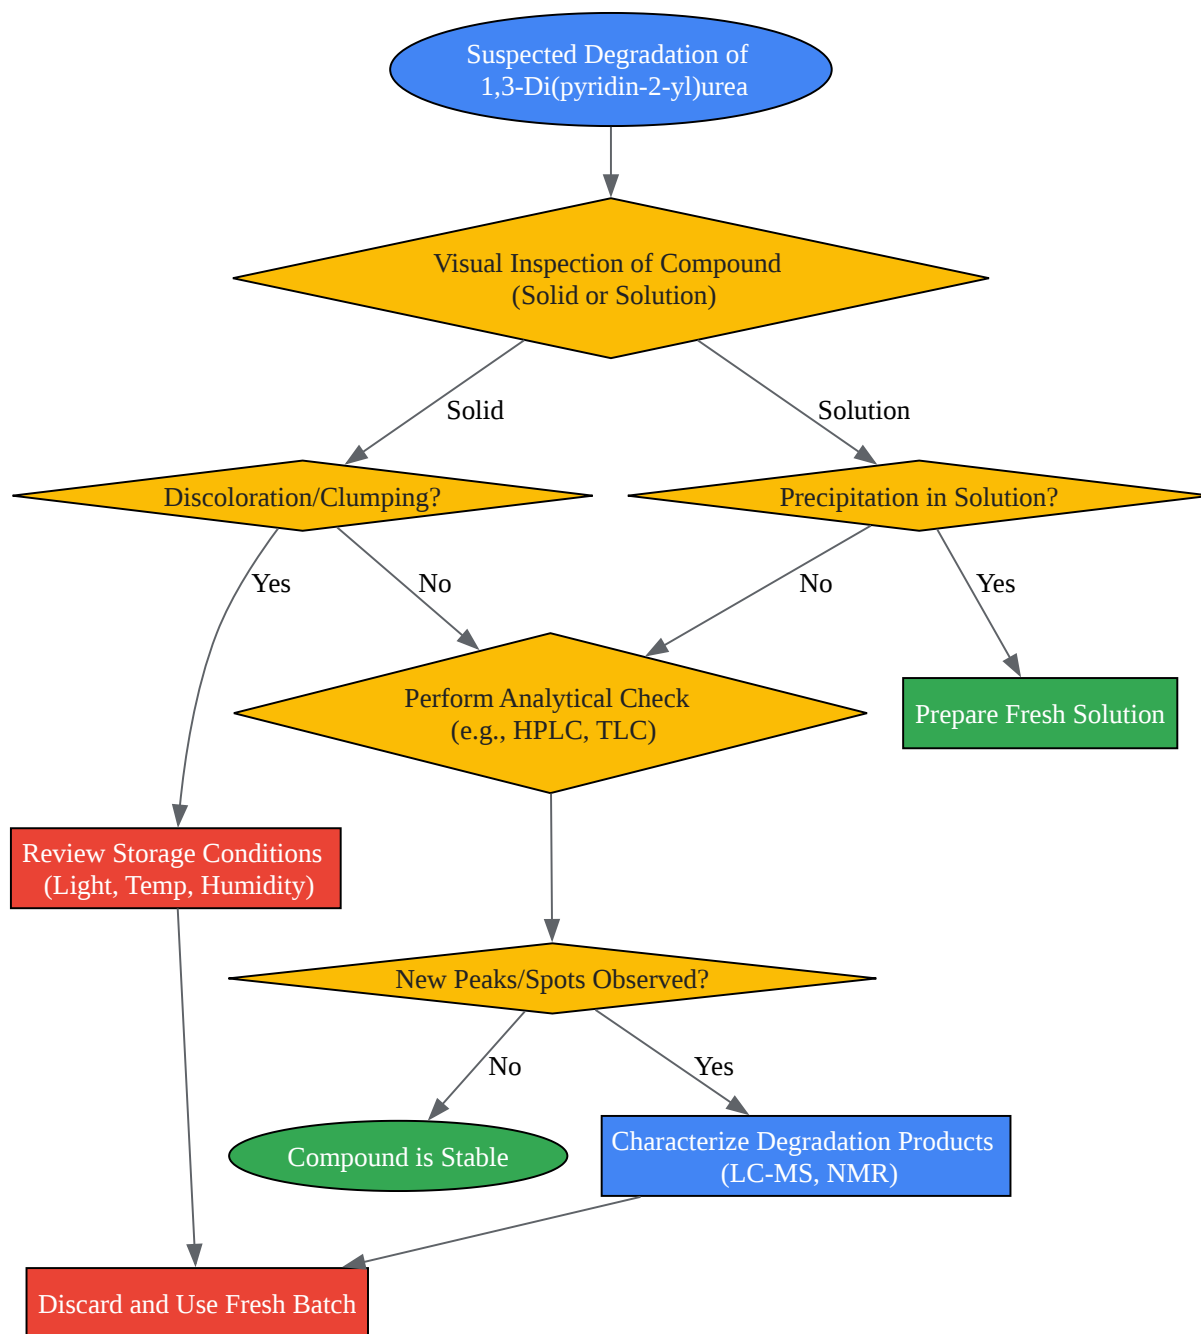 Suspected Degradation of
1,3-Di(pyridin-2-yl)urea
Visual Inspection of Compound
(Solid or Solution)
Solid
Solution
Discoloration/Clumping?
Precipitation in Solution?
Yes
No
No
Yes
Perform Analytical Check
(e.g., HPLC, TLC)
Prepare Fresh Solution
Review Storage Conditions
(Light, Temp, Humidity)
New Peaks/Spots Observed?
No
Yes
Compound is Stable
Characterize Degradation Products
(LC-MS, NMR)
Discard and Use Fresh Batch